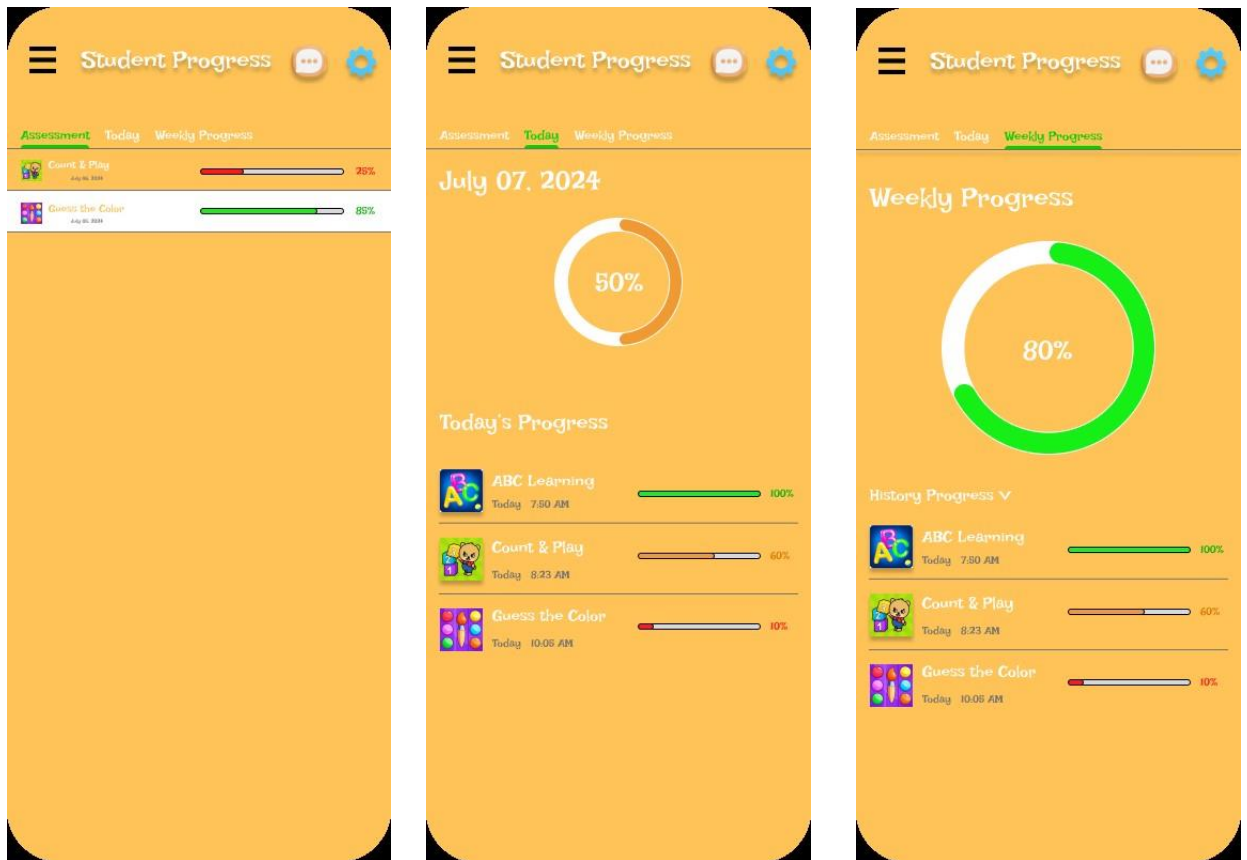 Student Progress
Assessment Today Weekly Progress
Count & Play
25%
Guess the Color
85%
Student Progress
Assessment Today Weekly Progress
July 07, 2024
50%
Today's Progress
ABC Learning
Today 7:50 AM
100%
Count & Play
Today 8:23 AM
60%
Guess the Color
Today 10:05 AM
10%
Student Progress
Assessment Today Weekly Progress
Weekly Progress
80%
History Progress
ABC Learning
Today 7:50 AM
100%
Count & Play
Today 8:23 AM
60%
Guess the Color
Today 10:05 AM
10%